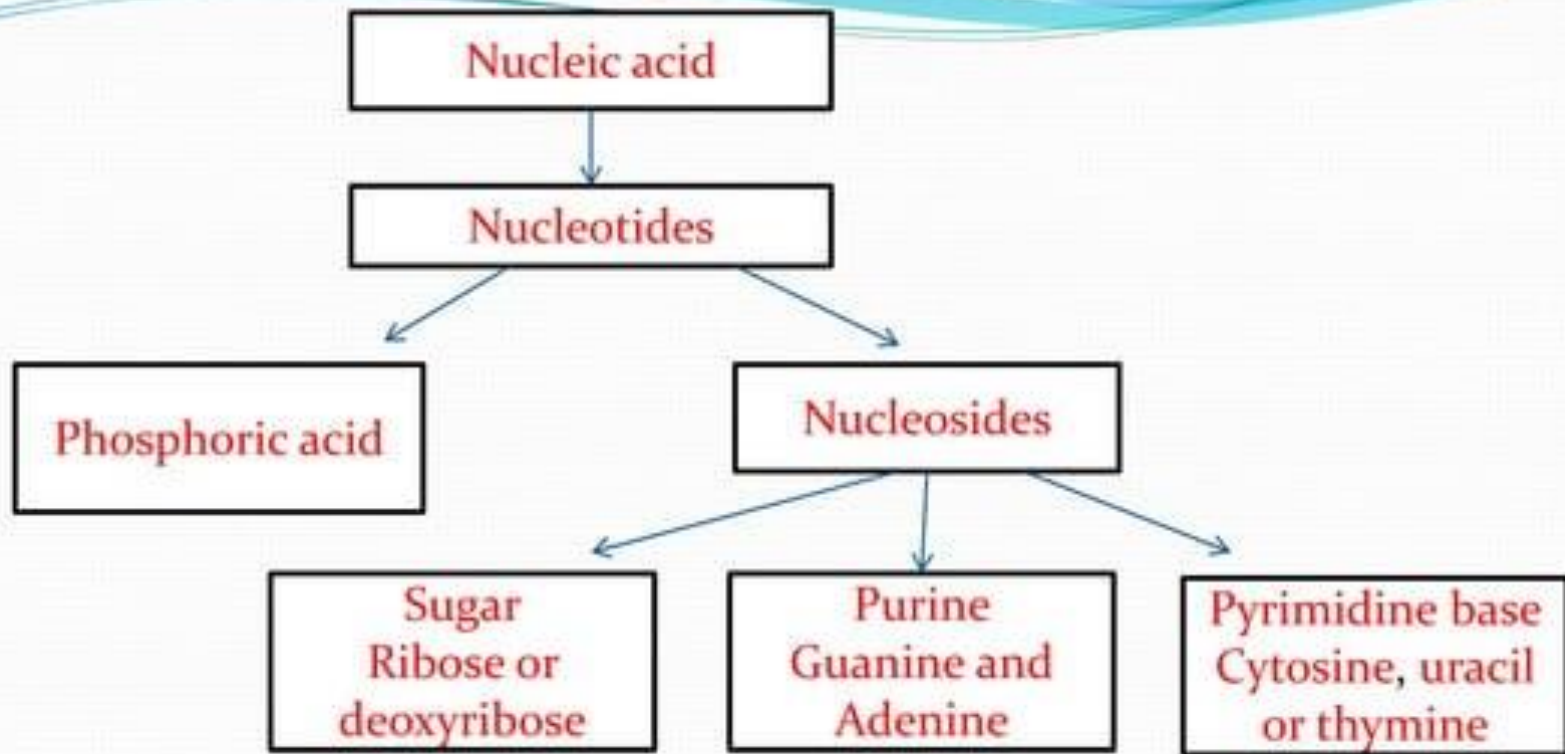 Nucleic acid
Nucleotides
Phosphoric acid
Nucleosides
Sugar
Ribose or
deoxyribose
Purine
Guanine and
Adenine
Pyrimidine base
Cytosine, uracil
or thymine